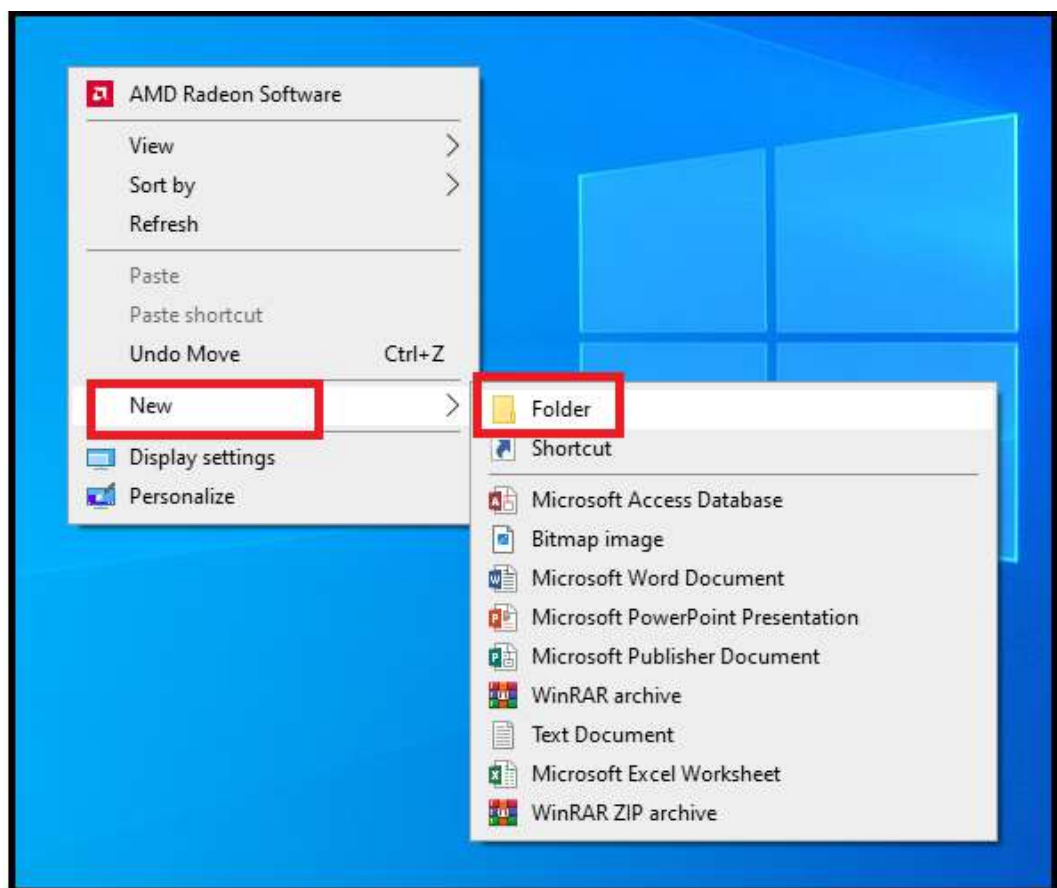 AMD Radeon Software
View
Sort by
Refresh
Paste
Paste shortcut
Undo Move Ctrl+Z
New
Display settings
Personalize
Folder
Shortcut
Microsoft Access Database
Bitmap image
Microsoft Word Document
Microsoft PowerPoint Presentation
Microsoft Publisher Document
WinRAR archive
Text Document
Microsoft Excel Worksheet
WinRAR ZIP archive